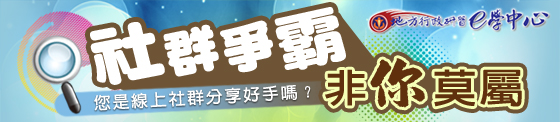 地方行政研習e學中心
社群爭霸
您是線上社群分享好手嗎？
非你莫屬